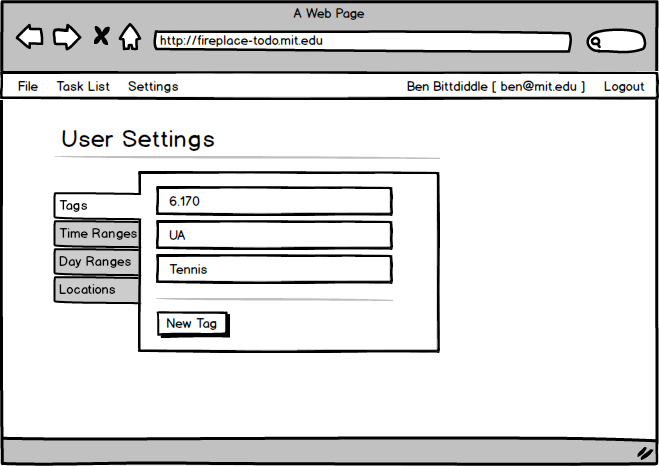 A Web Page
http://fireplace-todo.mit.edu
File Task List Settings Ben Bittdiddle [ ben@mit.edu ] Logout
User Settings
Tags
Time Ranges
Day Ranges
Locations
6.170
UA
Tennis
New Tag